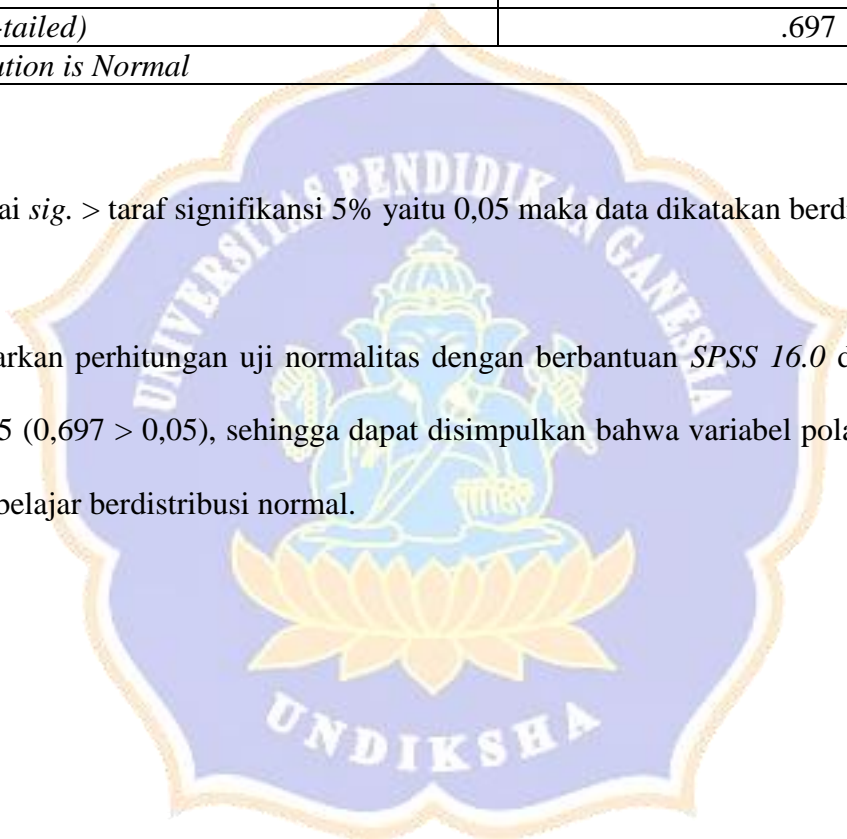 -tailed) .697
ution is Normal
ai sig. > taraf signifikansi 5% yaitu 0,05 maka data dikatakan berdi
arkan perhitungan uji normalitas dengan berbantuan SPSS 16.0 d
5 (0,697 > 0,05), sehingga dapat disimpulkan bahwa variabel pola
belajar berdistribusi normal.
UNIVERSITAS PENDIDIKAN GANESHA
UNDIKSHA